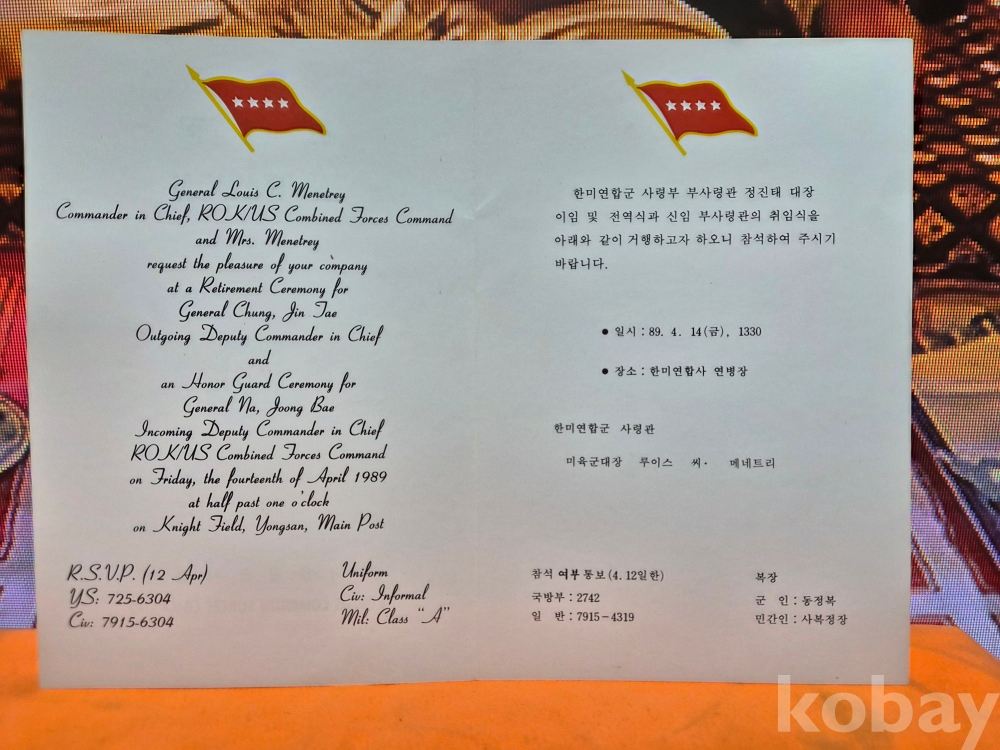 General Louis C. Menetrey
Commander in Chief, ROK/US Combined Forces Command
and Mrs. Menetrey
request the pleasure of your company
at a Retirement Ceremony for
General Chung, Jin Tae
Outgoing Deputy Commander in Chief
and
an Honor Guard Ceremony for
General Na, Joong Bae
Incoming Deputy Commander in Chief
ROK/US Combined Forces Command
on Friday, the fourteenth of April 1989
at half past one o'clock
on Knight Field, Yongsan, Main Post
R.S.V.P. (12 Apr)
YS: 725-6304
Civ: 7915-6304
Uniform
Civ: Informal
Mil: Class "A"
한미연합군 사령부 부사령관 정진태 대장
이임 및 전역식과 신임 부사령관의 취임식을
아래와 같이 거행하고자 하오니 참석하여 주시기
바랍니다.
● 일시 : 89. 4. 14(금), 1330
● 장소 : 한미연합사 연병장
한미연합군 사령관
미육군대장 루이스 씨· 메네트리
참석 여부 통보(4. 12일한)
국방부 : 2742
일 반 : 7915-4319
복장
군 인 : 동정복
민간인 : 사복정장
kobay